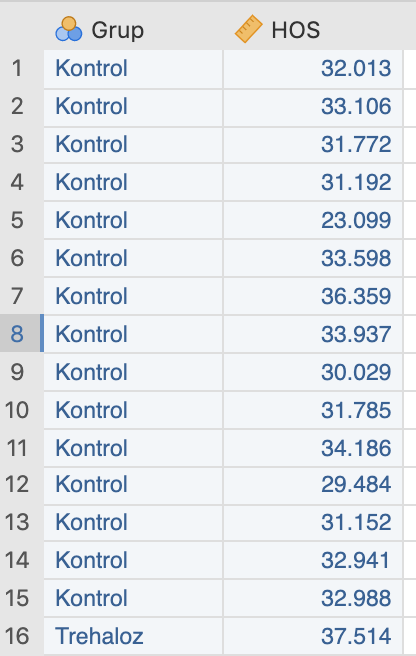 Grup HOS
1 Kontrol 32.013
2 Kontrol 33.106
3 Kontrol 31.772
4 Kontrol 31.192
5 Kontrol 23.099
6 Kontrol 33.598
7 Kontrol 36.359
8 Kontrol 33.937
9 Kontrol 30.029
10 Kontrol 31.785
11 Kontrol 34.186
12 Kontrol 29.484
13 Kontrol 31.152
14 Kontrol 32.941
15 Kontrol 32.988
16 Trehaloz 37.514